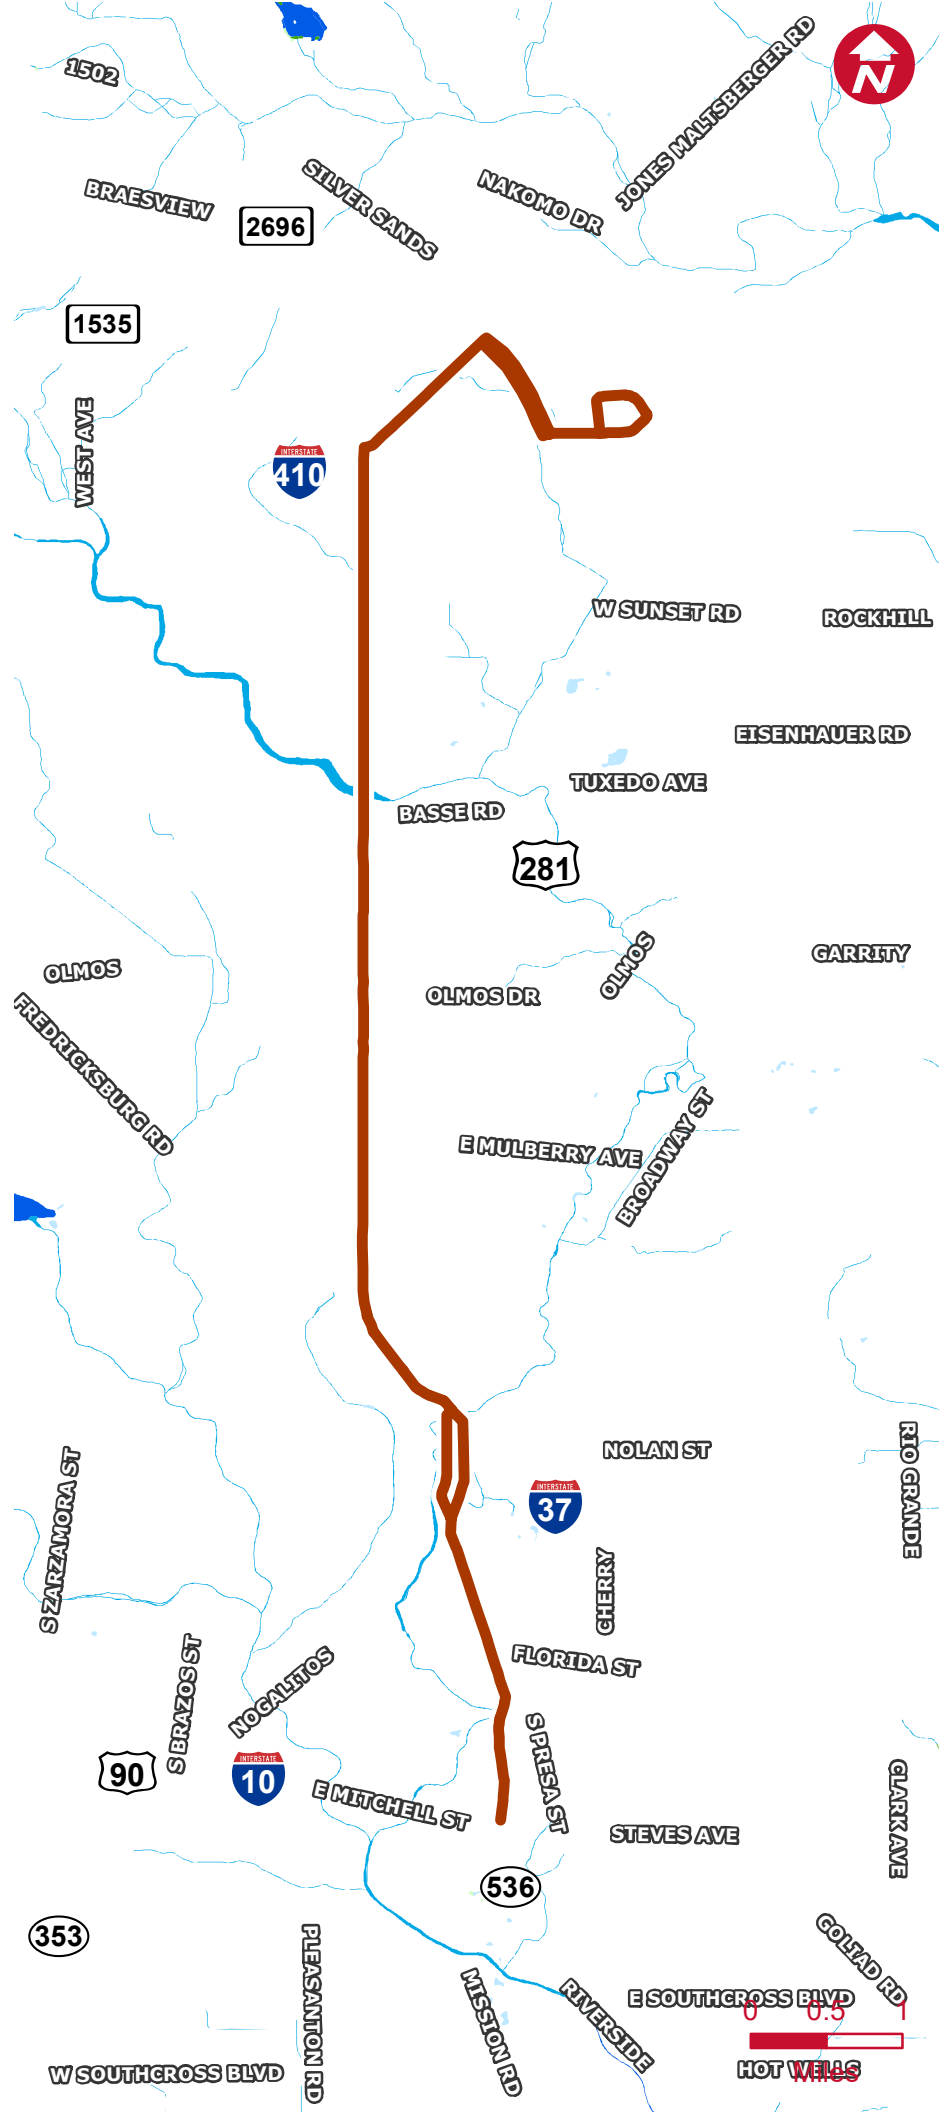 1502
JONES MALTSBERGER RD
N
BRAESVIEW
2696
SILVER SANDS
NAKOMO DR
1535
WEST AVE
INTERSTATE
410
W SUNSET RD
ROCKHILL
EISENHAUER RD
TUXEDO AVE
BASSE RD
281
OLMOS
GARRITY
OLMOS
OLMOS DR
FREDRICKSBURG RD
E MULBERRY AVE
BROADWAY ST
NOLAN ST
RIO GRANDE
S ZARZAMORA ST
INTERSTATE
37
CHERRY
FLORIDA ST
S BRAZOS ST
NOGALITOS
S PRESA ST
90
INTERSTATE
10
E MITCHELL ST
STEVES AVE
CLARK AVE
536
353
PLEASANTON RD
GOLIAD RD
MISSION RD
RIVERSIDE
E SOUTHCROSS BLVD
0 0.5 1
Miles
W SOUTHCROSS BLVD
HOT WELLS